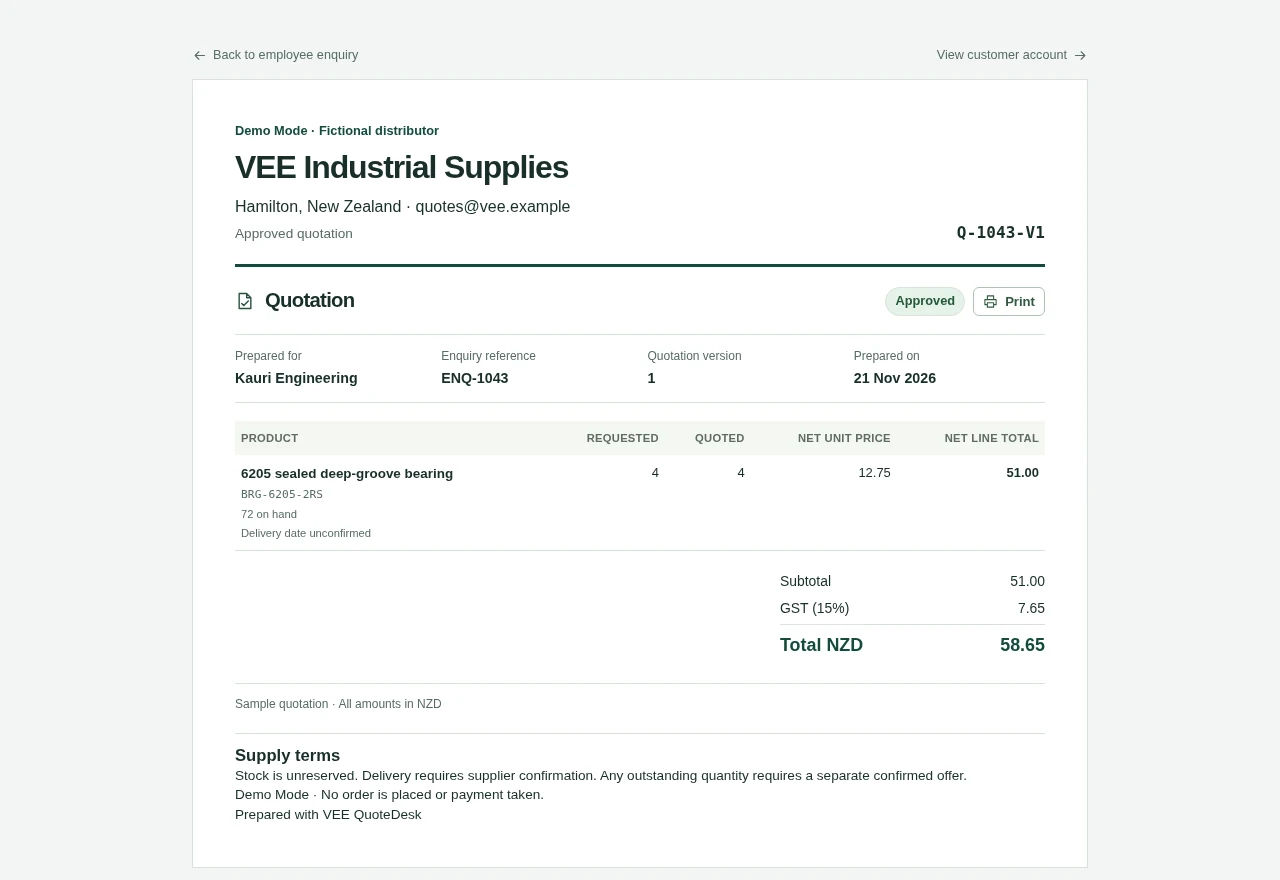 Back to employee enquiry
View customer account
Demo Mode · Fictional distributor
VEE Industrial Supplies
Hamilton, New Zealand · quotes@vee.example
Approved quotation
Q-1043-V1
Quotation
Approved
Print
Prepared for
Kauri Engineering
Enquiry reference
ENQ-1043
Quotation version
1
Prepared on
21 Nov 2026
PRODUCT REQUESTED QUOTED NET UNIT PRICE NET LINE TOTAL
6205 sealed deep-groove bearing 4 4 12.75 51.00
BRG-6205-2RS
72 on hand
Delivery date unconfirmed
Subtotal 51.00
GST (15%) 7.65
Total NZD 58.65
Sample quotation · All amounts in NZD
Supply terms
Stock is unreserved. Delivery requires supplier confirmation. Any outstanding quantity requires a separate confirmed offer.
Demo Mode · No order is placed or payment taken.
Prepared with VEE QuoteDesk